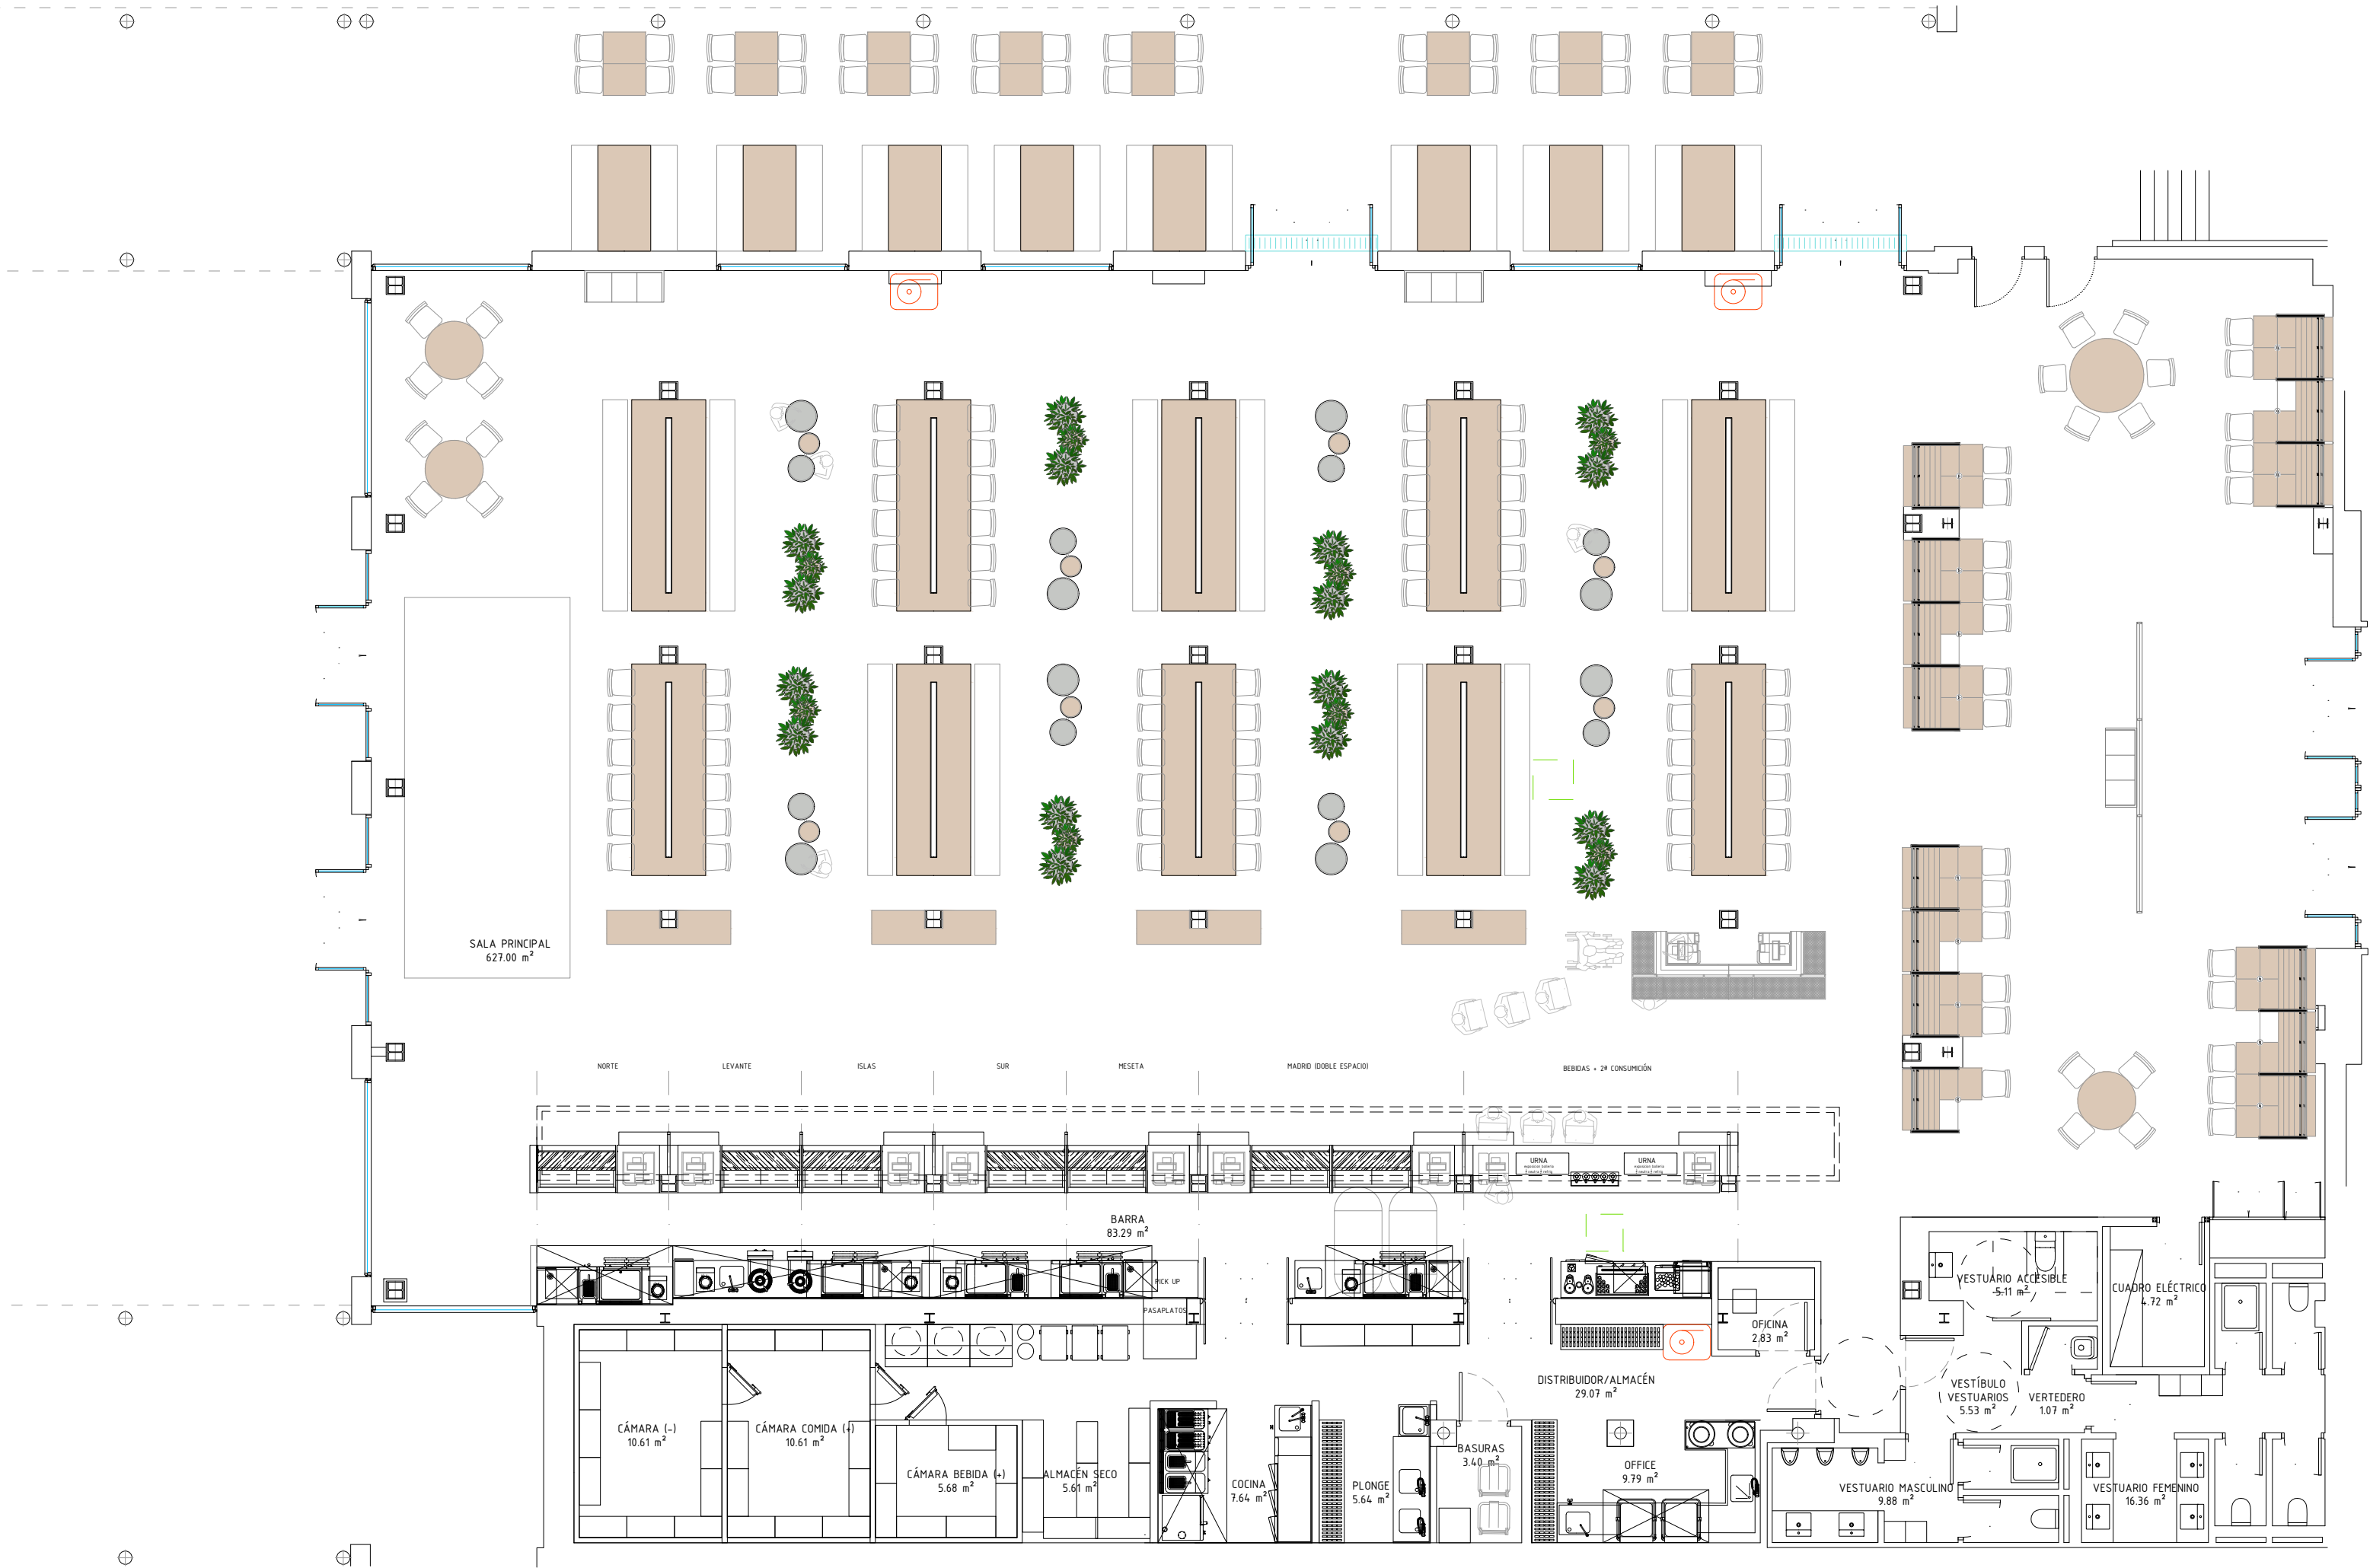 SALA PRINCIPAL
627.00 m²
NORTE
LEVANTE
ISLAS
SUR
MESETA
MADRID (DOBLE ESPACIO)
BEBIDAS + 2ª CONSUMICIÓN
URNA
URNA
BARRA
83.29 m²
PICK UP
PASAPLATOS
VESTUARIO ACCESIBLE
5.11 m²
CUADRO ELÉCTRICO
4.72 m²
OFICINA
2.83 m²
DISTRIBUIDOR/ALMACÉN
29.07 m²
VESTÍBULO
VESTUARIOS
5.53 m²
VERTEDERO
1.07 m²
CÁMARA (-)
10.61 m²
CÁMARA COMIDA (+)
10.61 m²
CÁMARA BEBIDA (+)
5.68 m²
ALMACÉN SECO
5.61 m²
COCINA
7.64 m²
PLONGE
5.64 m²
BASURAS
3.40 m²
OFFICE
9.79 m²
VESTUARIO MASCULINO
9.88 m²
VESTUARIO FEMENINO
16.36 m²